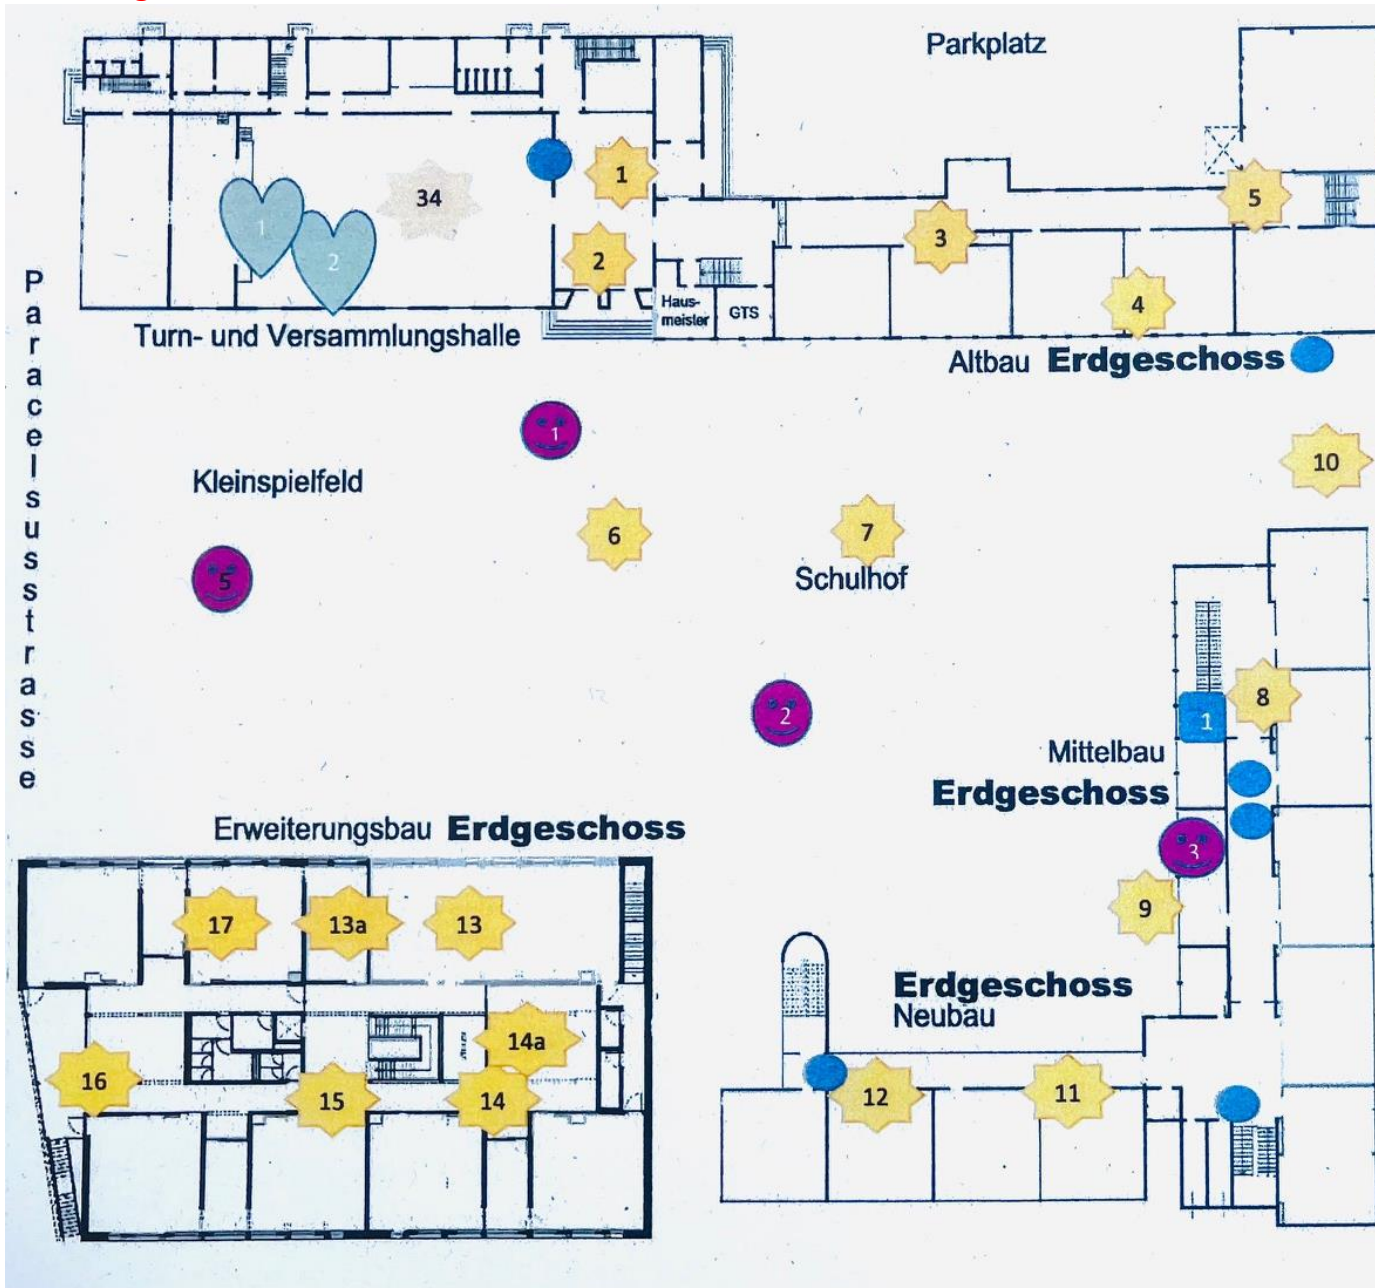 Parkplatz
1
34
1
5
2
2
3
4
Haus-
meister
GTS
Turn- und Versammlungshalle
Altbau Erdgeschoss
Paracelsusstrasse
1
10
Kleinspielfeld
6
7
5
Schulhof
8
2
1
Mittelbau
Erdgeschoss
Erweiterungsbau Erdgeschoss
3
9
17
13a
13
Erdgeschoss
Neubau
14a
16
15
14
12
11